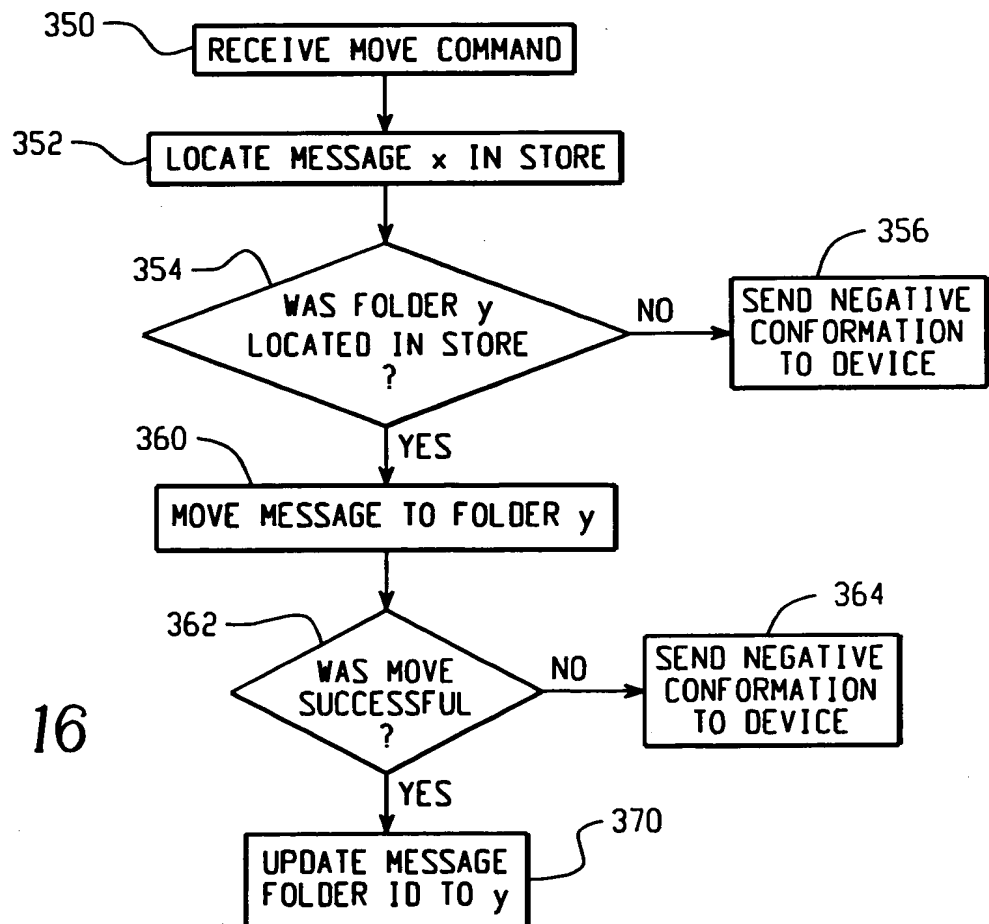 350
RECEIVE MOVE COMMAND
352
LOCATE MESSAGE x IN STORE
354
WAS FOLDER y
LOCATED IN STORE
?
NO
356
SEND NEGATIVE
CONFORMATION
TO DEVICE
YES
360
MOVE MESSAGE TO FOLDER y
362
WAS MOVE
SUCCESSFUL
?
NO
364
SEND NEGATIVE
CONFORMATION
TO DEVICE
16
YES
370
UPDATE MESSAGE
FOLDER ID TO y